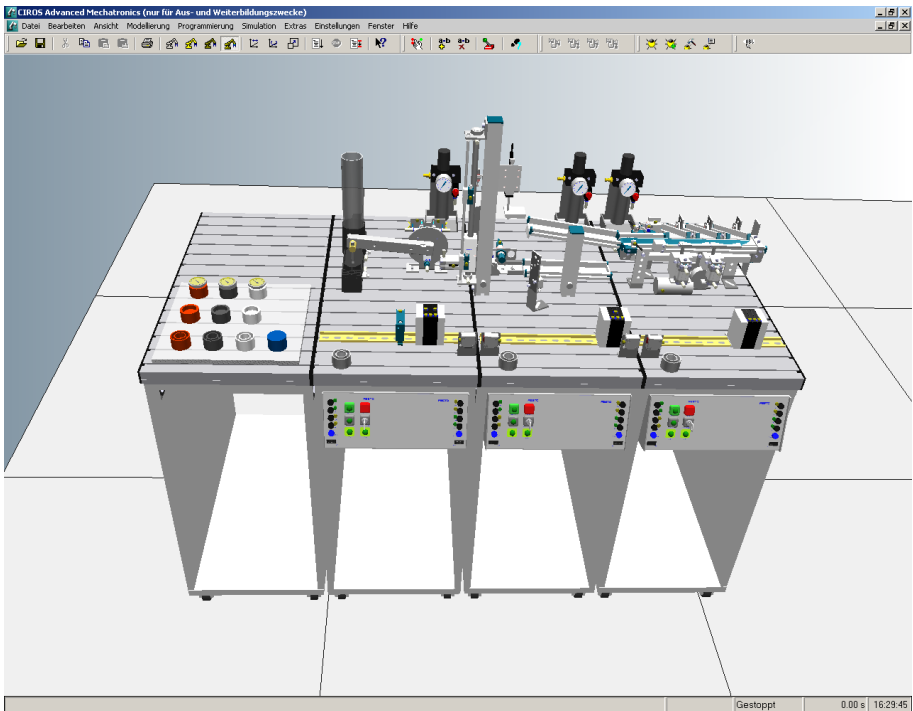 CIROS Advanced Mechatronics (nur für Aus- und Weiterbildungszwecke)
Datei Bearbeiten Ansicht Modellierung Programmierung Simulation Extras Einstellungen Fenster Hilfe
a-b a-b
Gestoppt 0.00 s 16:29:45